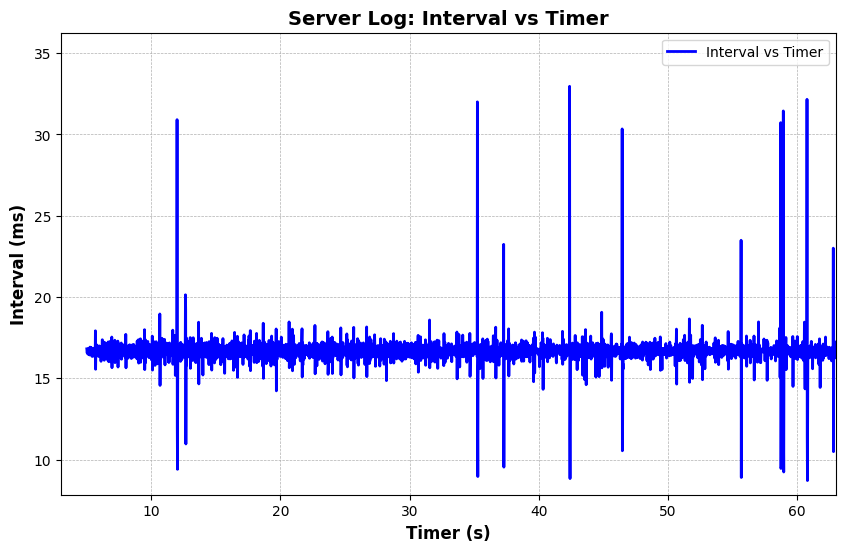 Server Log: Interval vs Timer
Interval vs Timer
35
30
25
20
15
10
Interval (ms)
10 20 30 40 50 60
Timer (s)